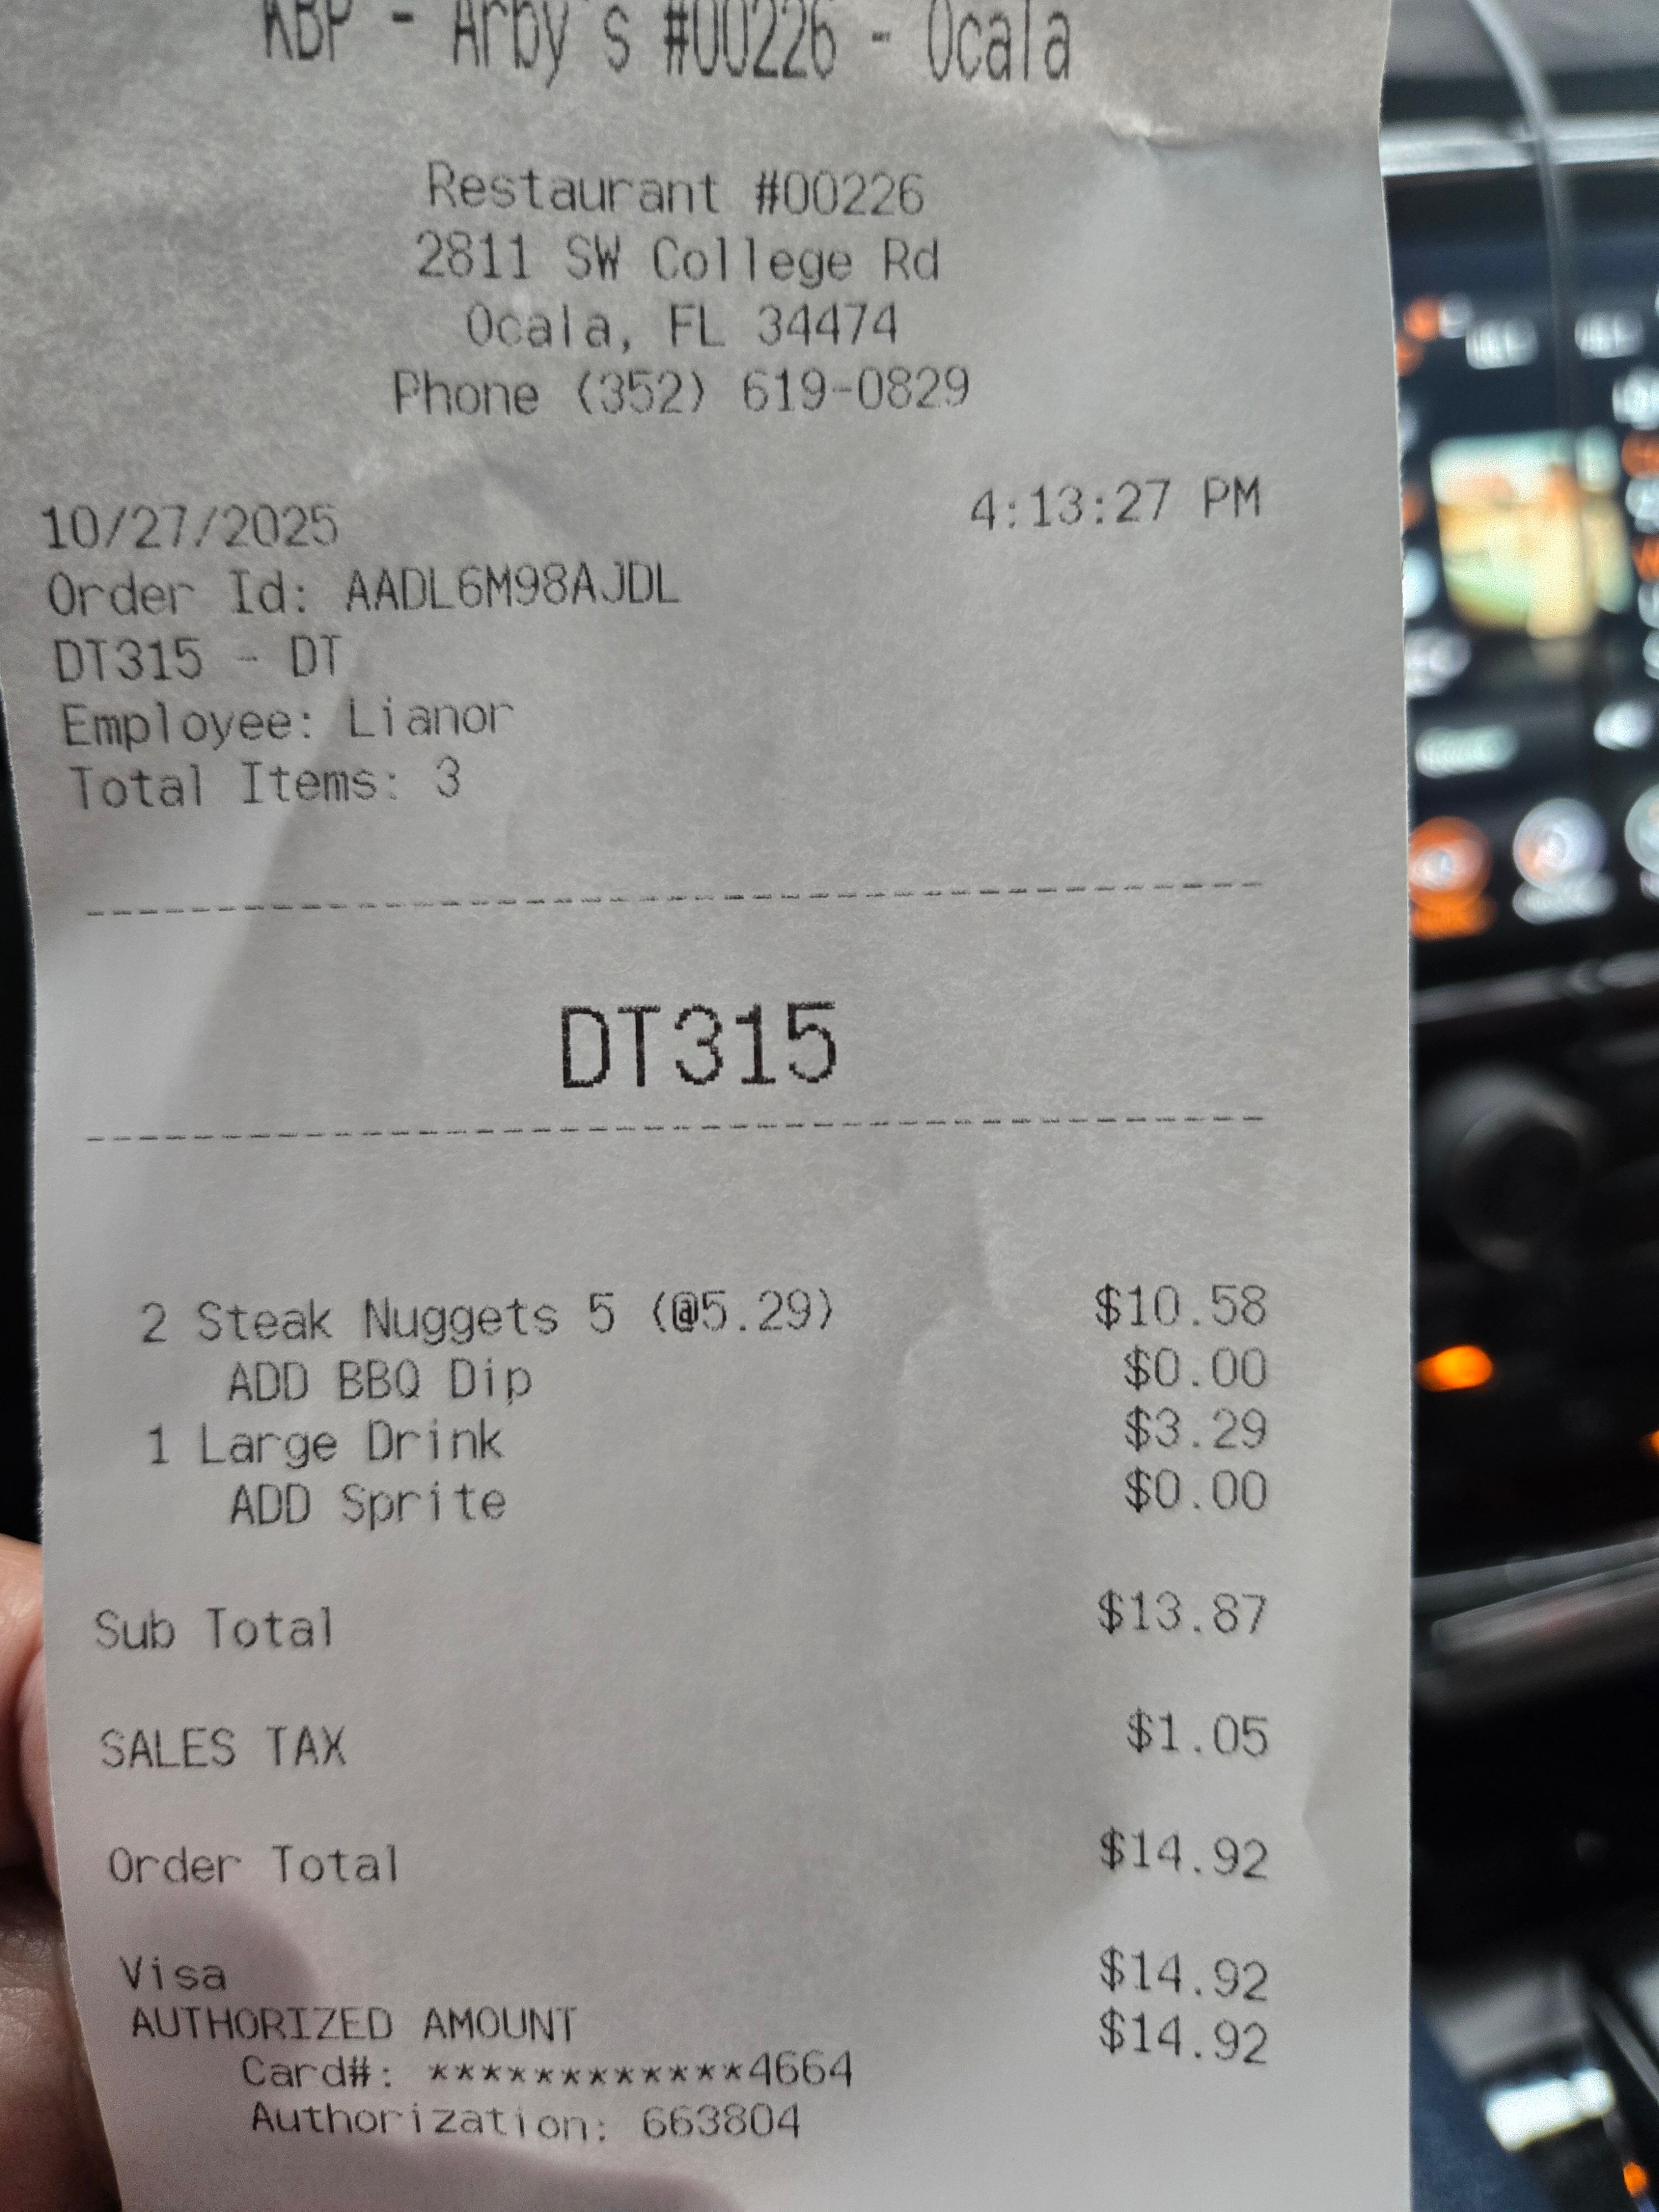 KBP - Arby's #00226 - Ocala
Restaurant #00226
2811 SW College Rd
Ocala, FL 34474
Phone (352) 619-0829
10/27/2025 4:13:27 PM
Order Id: AADL6M98AJDL
DT315 - DT
Employee: Lianor
Total Items: 3
DT315
2 Steak Nuggets 5 (@5.29) $10.58
ADD BBQ Dip $0.00
1 Large Drink $3.29
ADD Sprite $0.00
Sub Total $13.87
SALES TAX $1.05
Order Total $14.92
Visa $14.92
AUTHORIZED AMOUNT $14.92
Card#: ************4664
Authorization: 663804